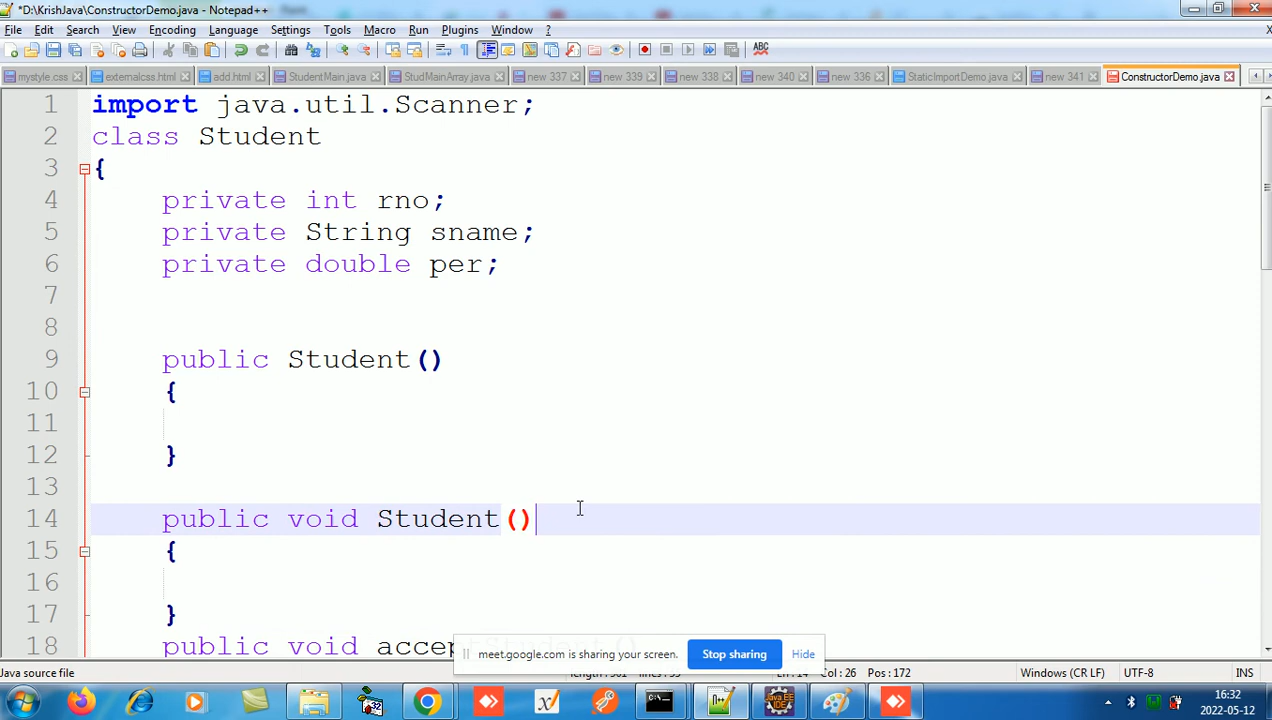 *D:\KrishJava\ConstructorDemo.java - Notepad++
File Edit Search View Encoding Language Settings Tools Macro Run Plugins Window ?
X
ABC
mystyle.css externalcss.html add.html StudentMain.java StudMainArray.java new 337 new 339 new 338 new 340 new 336 StaticImportDemo.java new 341 ConstructorDemo.java
1 import java.util.Scanner;
2 class Student
3 {
4 private int rno;
5 private String sname;
6 private double per;
7
8
9 public Student()
10 {
11
12 }
13
14 public void Student()
15 {
16
17 }
18 public void
meet.google.com is sharing your screen. Stop sharing Hide
Java source file Col : 26 Pos : 172 Windows (CR LF) UTF-8 INS
16:32
2022-05-12